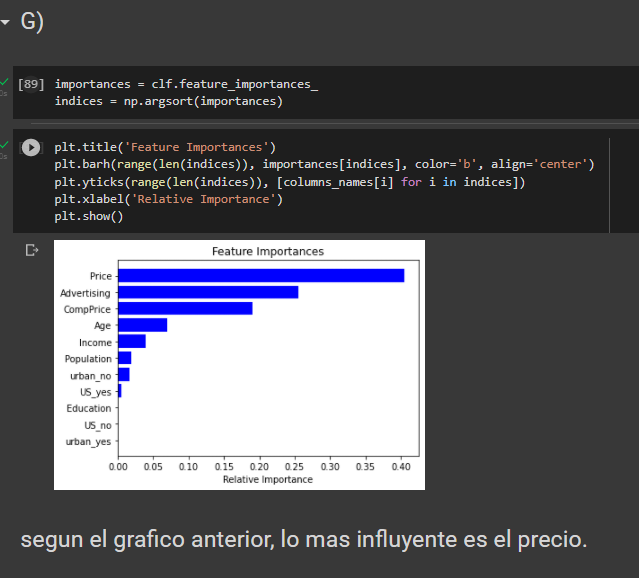 G)
[89] importances = clf.feature_importances_
indices = np.argsort(importances)
plt.title('Feature Importances')
plt.barh(range(len(indices)), importances[indices], color='b', align='center')
plt.yticks(range(len(indices)), [columns_names[i] for i in indices])
plt.xlabel('Relative Importance')
plt.show()
Feature Importances
Price
Advertising
CompPrice
Age
Income
Population
urban_no
US_yes
Education
US_no
urban_yes
0.00 0.05 0.10 0.15 0.20 0.25 0.30 0.35 0.40
Relative Importance
segun el grafico anterior, lo mas influyente es el precio.